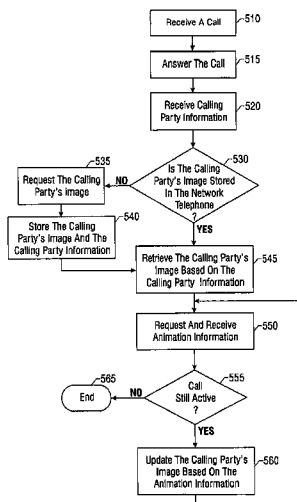 Receive A Call
510
Answer The Call
515
Receive Calling
Party Information
520
Is The Calling
Party's Image Stored
In The Network
Telephone
?
530
NO
YES
535
Request The Calling
Party's image
540
Store The Calling
Party's Image And The
Calling Party Information
Retrieve The Calling Party's
Image Based On The
Calling Party Information
545
Request And Receive
Animation Information
550
Call
Still Active
?
555
NO
565
End
YES
Update The Calling Party's
Image Based On The
Animation Information
560